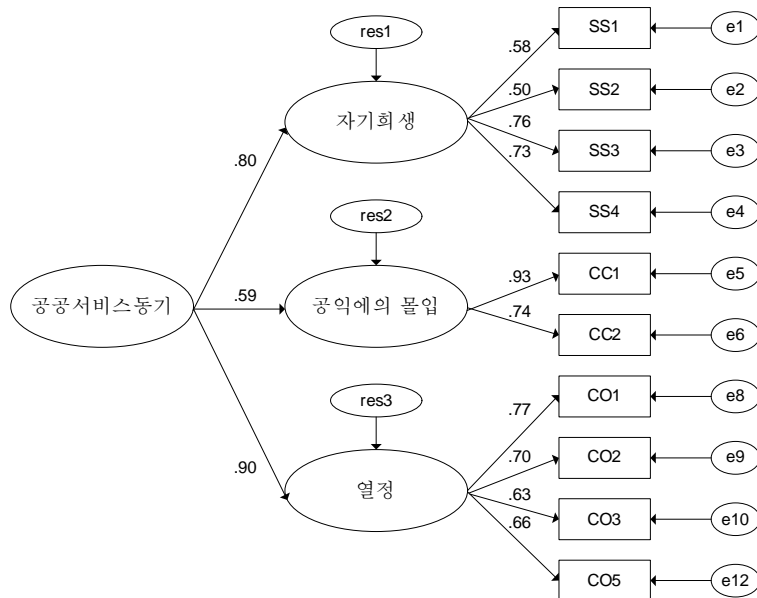 res1
SS1
e1
.58
SS2
e2
.50
자기희생
.76
SS3
e3
.73
.80
SS4
e4
res2
.93
CC1
e5
공공서비스동기
.59
공익에의 몰입
.74
CC2
e6
res3
.77
CO1
e8
.70
CO2
e9
.90
열정
.63
CO3
e10
.66
CO5
e12